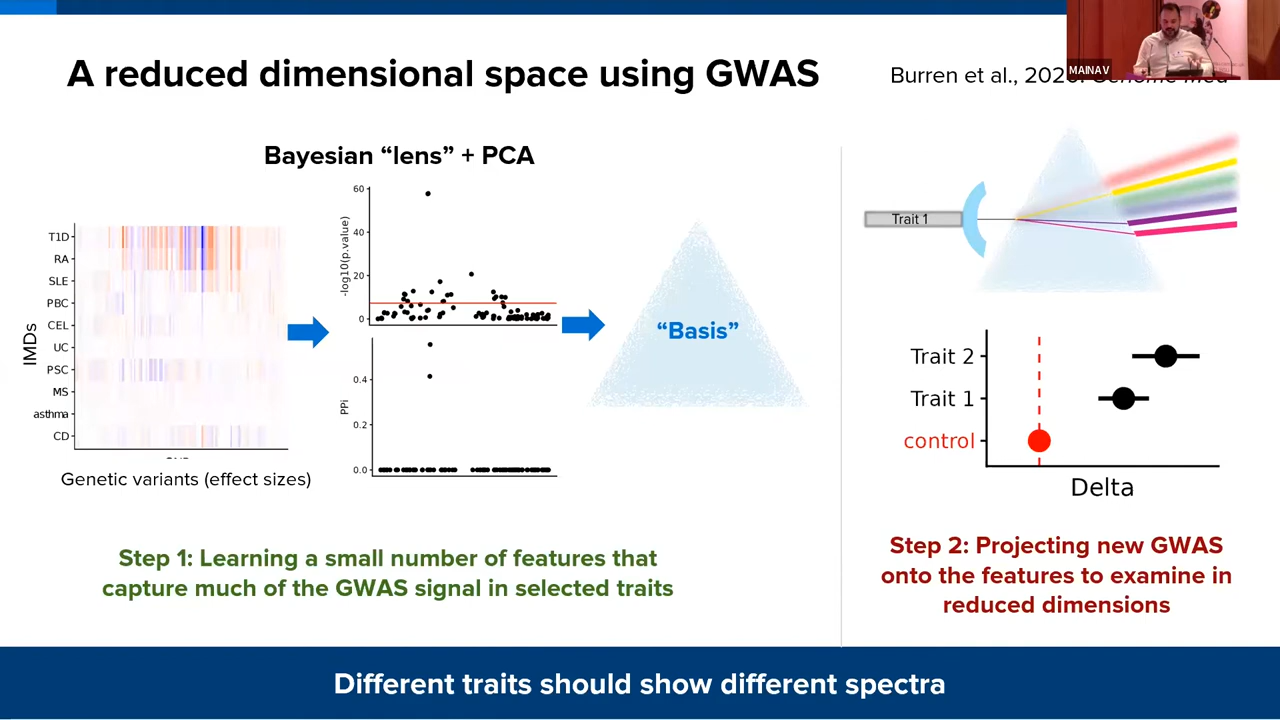 A reduced dimensional space using GWAS
Burren et al.,
MAINAV
Bayesian “lens” + PCA
IMDs
T1D
RA
SLE
PBC
CEL
UC
PSC
MS
asthma
CD
Genetic variants (effect sizes)
-log10(p.value)
60
40
20
0
PPi
0.4
0.2
0.0
“Basis”
Trait 1
Trait 2
Trait 1
control
Delta
Step 1: Learning a small number of features that
capture much of the GWAS signal in selected traits
Step 2: Projecting new GWAS
onto the features to examine in
reduced dimensions
Different traits should show different spectra